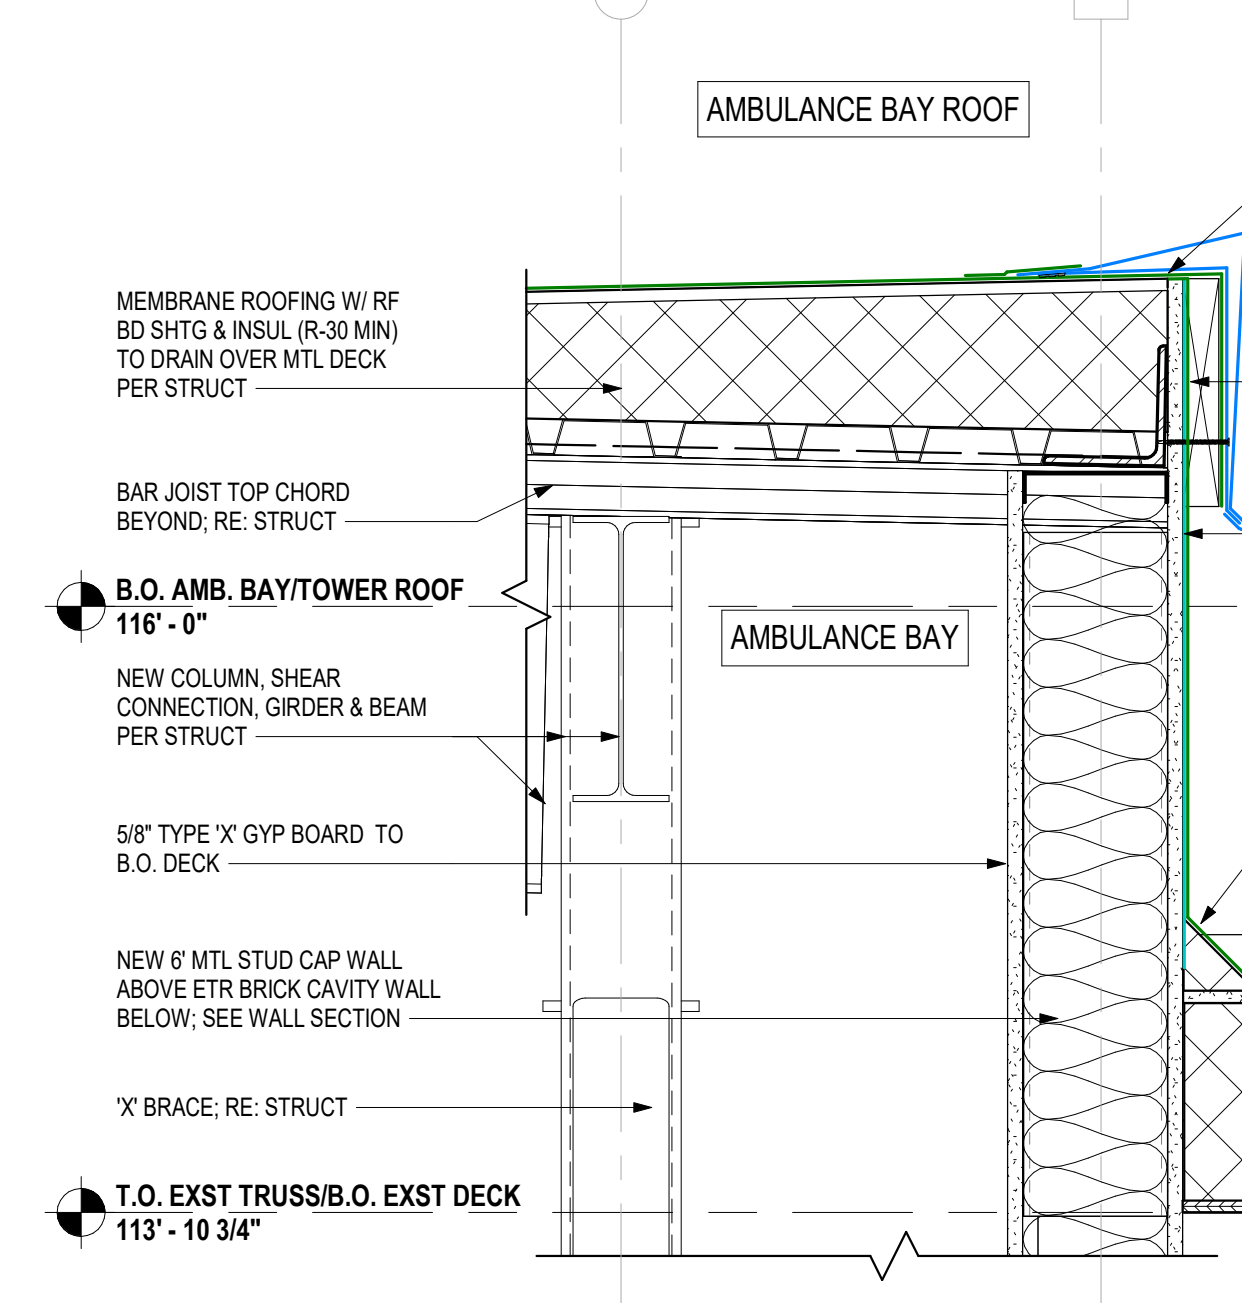 AMBULANCE BAY ROOF
MEMBRANE ROOFING W/ RF
BD SHTG & INSUL (R-30 MIN)
TO DRAIN OVER MTL DECK
PER STRUCT
BAR JOIST TOP CHORD
BEYOND; RE: STRUCT
B.O. AMB. BAY/TOWER ROOF
116' - 0"
AMBULANCE BAY
NEW COLUMN, SHEAR
CONNECTION, GIRDER & BEAM
PER STRUCT
5/8" TYPE 'X' GYP BOARD  TO
B.O. DECK
NEW 6' MTL STUD CAP WALL
ABOVE ETR BRICK CAVITY WALL
BELOW; SEE WALL SECTION
'X' BRACE; RE: STRUCT
T.O. EXST TRUSS/B.O. EXST DECK
113' - 10 3/4"